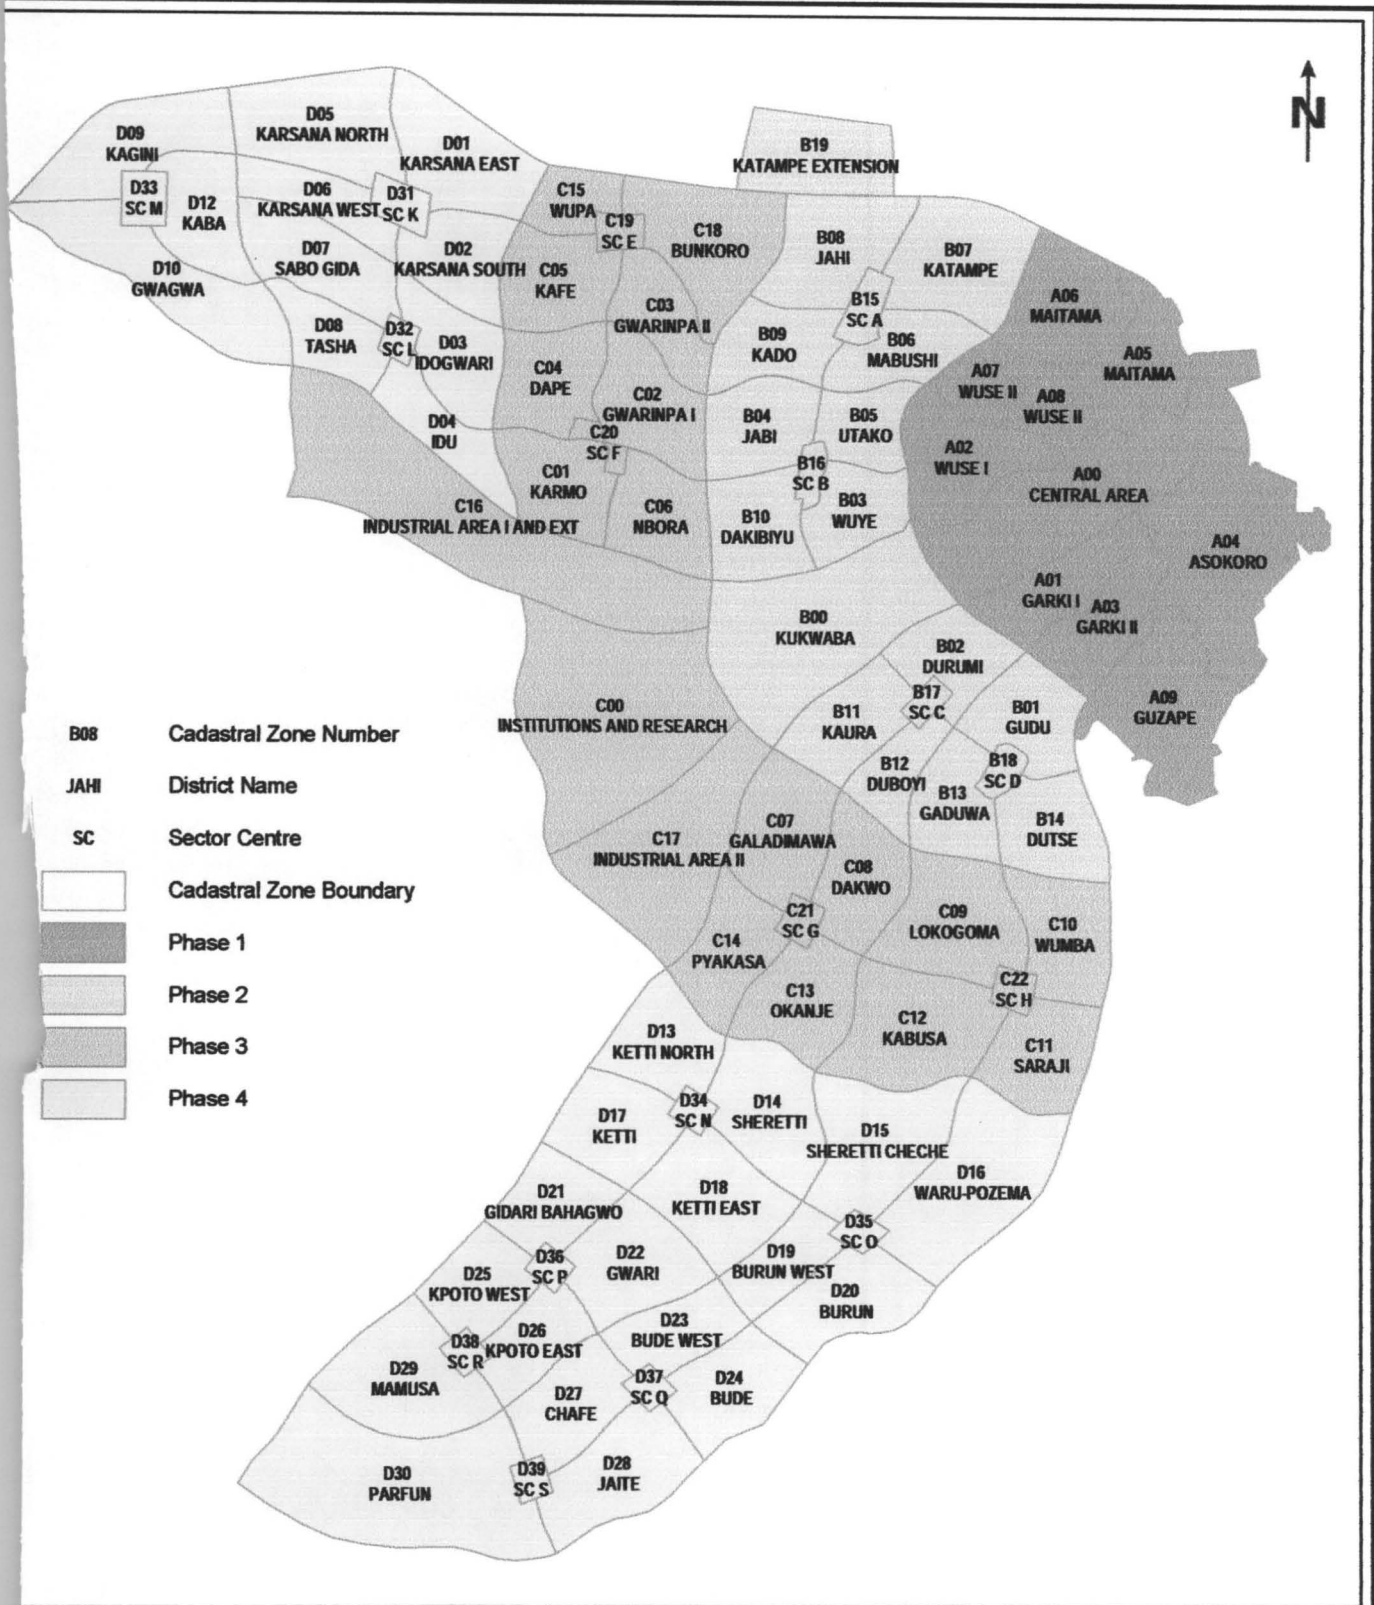 N
D05
KARSANA NORTH
D09
KAGINI
D01
KARSANA EAST
B19
KATAMPE EXTENSION
D33
SC M
D12
KABA
D06
KARSANA WEST
D31
SC K
C15
WUPA
C19
SC E
C18
BUNKORO
B08
JAHI
B07
KATAMPE
D10
GWAGWA
D07
SABO GIDA
D02
KARSANA SOUTH
C05
KAFE
C03
GWARINPA II
B15
SC A
A06
MAITAMA
D08
TASHA
D32
SC L
D03
IDOGWARI
B09
KADO
B06
MABUSHI
A05
MAITAMA
C04
DAPE
C02
GWARINPA I
A07
WUSE II
A08
WUSE II
D04
IDU
C20
SC F
B04
JABI
B05
UTAKO
A02
WUSE I
C01
KARMO
B16
SC B
A00
CENTRAL AREA
C16
INDUSTRIAL AREA I AND EXT
C06
NBORA
B10
DAKIBIYU
B03
WUYE
A04
ASOKORO
A01
GARKI I
A03
GARKI II
B00
KUKWABA
B02
DURUMI
C00
INSTITUTIONS AND RESEARCH
B11
KAURA
B17
SC C
B01
GUDU
A09
GUZAPE
B12
DUBOYI
B18
SC D
B13
GADUWA
B14
DUTSE
C17
INDUSTRIAL AREA II
C07
GALADIMAWA
C08
DAKWO
C21
SC G
C09
LOKOGOMA
C10
WUMBA
C14
PYAKASA
C13
OKANJE
C22
SC H
C12
KABUSA
C11
SARAJI
B08 Cadastral Zone Number
JAHI District Name
SC Sector Centre
Cadastral Zone Boundary
Phase 1
Phase 2
Phase 3
Phase 4
D13
KETTI NORTH
D17
KETTI
D34
SC N
D14
SHERETTI
D15
SHERETTI CHECHE
D16
WARU-POZEMA
D21
GIDARI BAHAGWO
D18
KETTI EAST
D35
SC O
D25
KPOTO WEST
D36
SC P
D22
GWARI
D19
BURUN WEST
D20
BURUN
D38
SC R
D26
KPOTO EAST
D23
BUDE WEST
D29
MAMUSA
D27
CHAFE
D37
SC Q
D24
BUDE
D30
PARFUN
D39
SC S
D28
JAITE